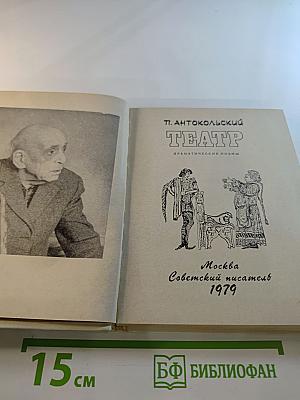 П. АНТОКОЛЬСКИЙ
ТЕАТР
ДРАМАТИЧЕСКИЕ ПОЭМЫ
Москва
Советский писатель
1979
15 см
БФ БИБЛИОФАН